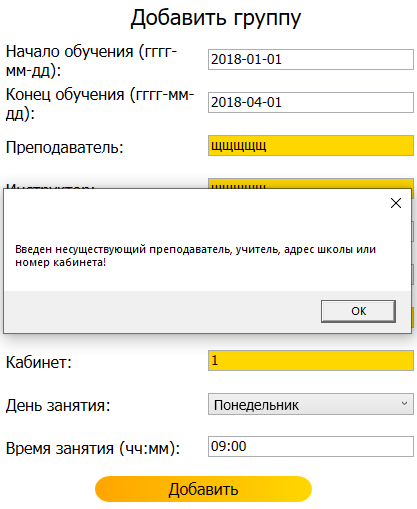 Добавить группу
Начало обучения (гггг-
мм-дд):
2018-01-01
Конец обучения (гггг-мм-
дд):
2018-04-01
Преподаватель:
щщщщщ
Инструктор:
щщщщщ
Введен несуществующий преподаватель, учитель, адрес школы или
номер кабинета!
OK
Кабинет:
1
День занятия:
Понедельник
Время занятия (чч:мм):
09:00
Добавить